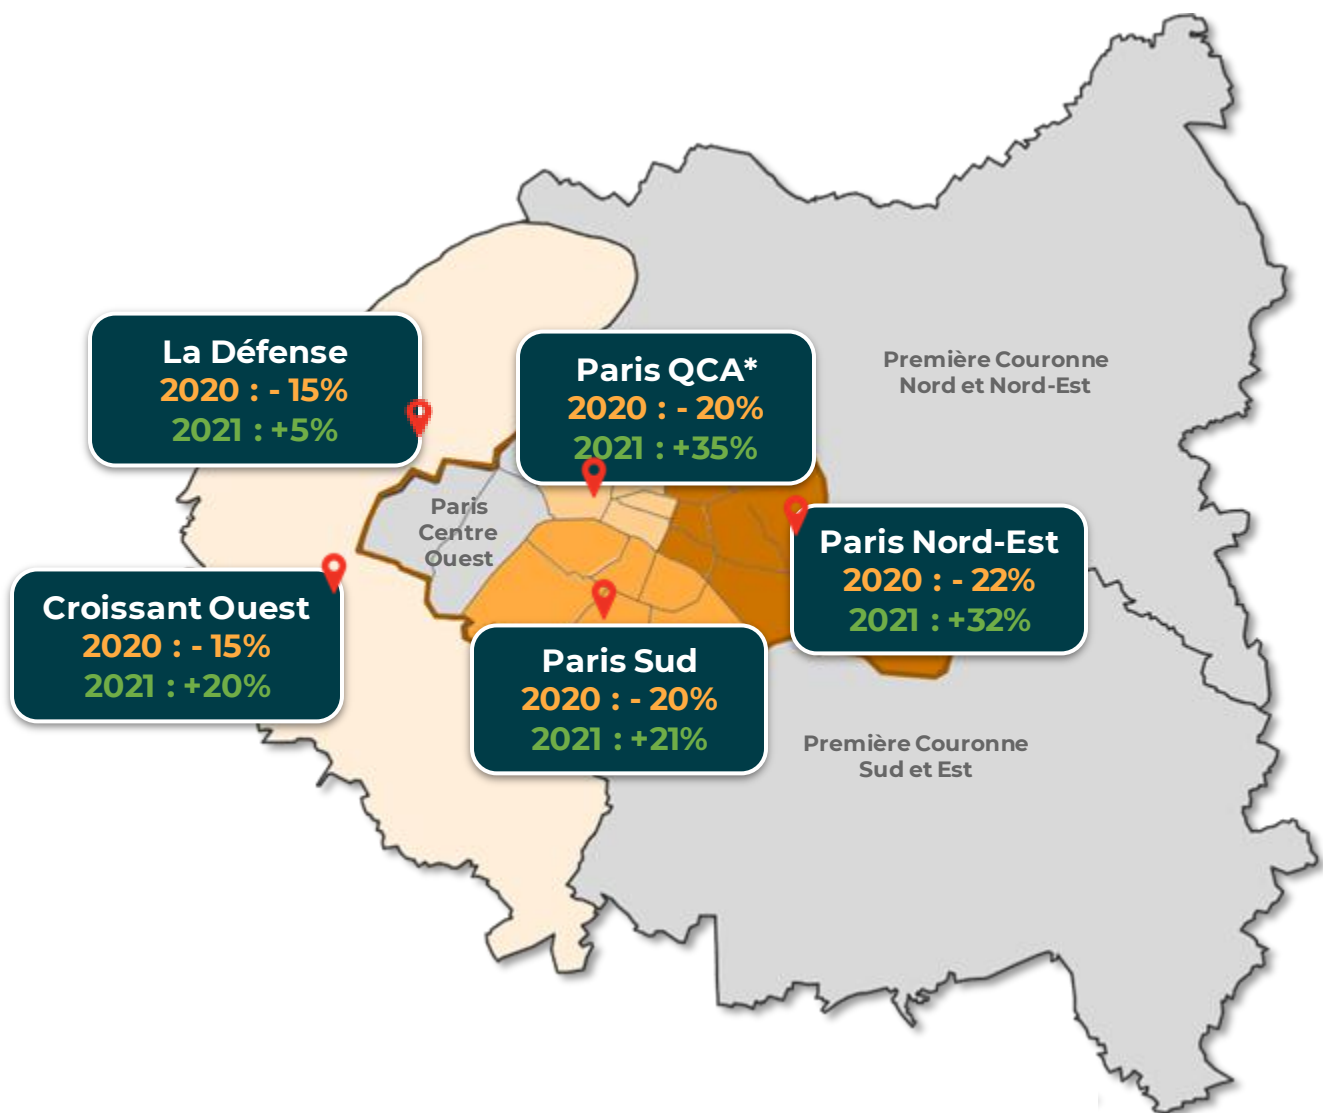 La Défense
2020 : - 15%
2021 : +5%
Paris QCA*
2020 : - 20%
2021 : +35%
Première Couronne
Nord et Nord-Est
Paris
Centre
Ouest
Paris Nord-Est
2020 : - 22%
2021 : +32%
Croissant Ouest
2020 : - 15%
2021 : +20%
Paris Sud
2020 : - 20%
2021 : +21%
Première Couronne
Sud et Est